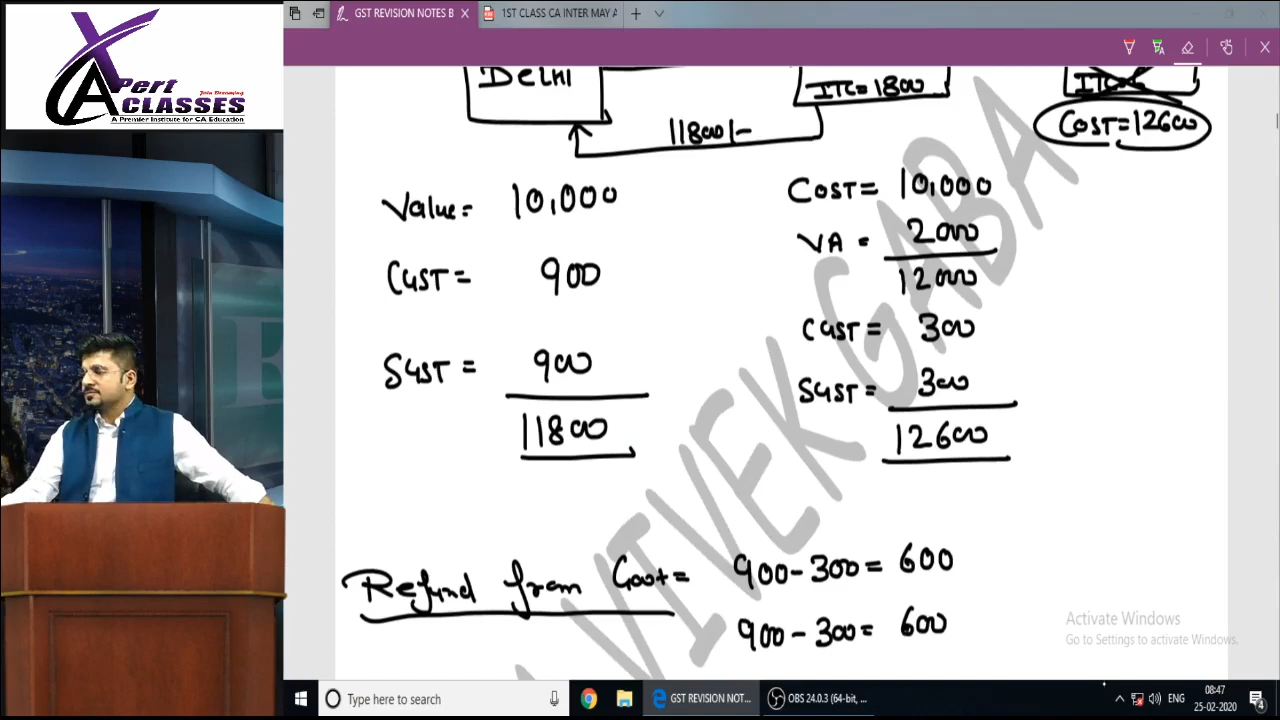 GST REVISION NOTES B
1ST CLASS CA INTER MAY A
XPert
Join Becoming
CA CLASSES
A Premier Institute for CA Education
Delhi
ITC=1800
11800/-
Cost=12600
Value= 10,000
CGST= 900
SGST= 900
11800
Cost= 10,000
VA = 2000
12000
CGST= 300
SGST= 300
12600
Refund from Govt= 900-300= 600
900-300= 600
VIVEK GABA
Activate Windows
Go to Settings to activate Windows.
Type here to search
GST REVISION NOT...
OBS 24.0.3 (64-bit, ...
ENG
08:47
25-02-2020
4